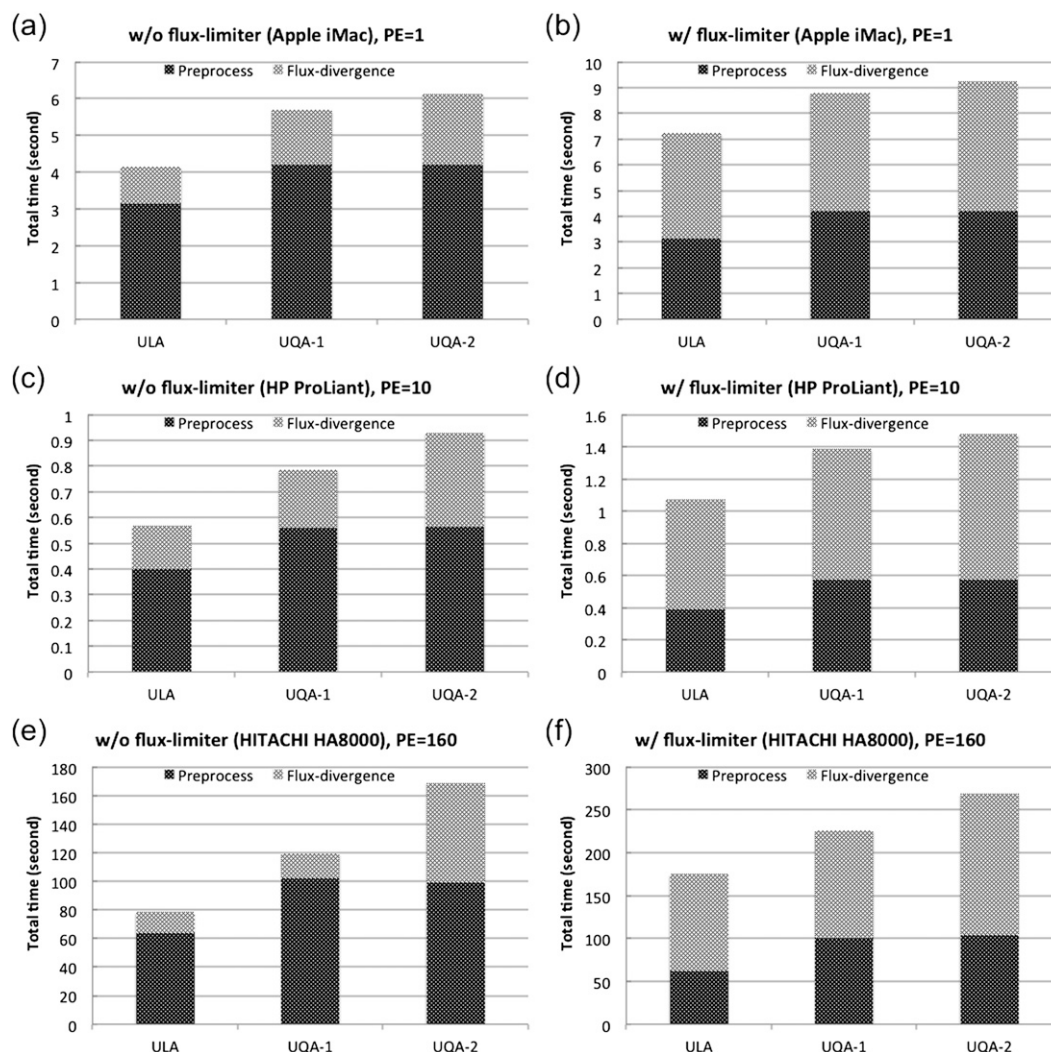 (a)
w/o flux-limiter (Apple iMac), PE=1
Preprocess Flux-divergence
Total time (second)
7
6
5
4
3
2
1
0
ULA UQA-1 UQA-2
(b)
w/ flux-limiter (Apple iMac), PE=1
Preprocess Flux-divergence
Total time (second)
10
9
8
7
6
5
4
3
2
1
0
ULA UQA-1 UQA-2
(c)
w/o flux-limiter (HP ProLiant), PE=10
Preprocess Flux-divergence
Total time (second)
1
0.9
0.8
0.7
0.6
0.5
0.4
0.3
0.2
0.1
0
ULA UQA-1 UQA-2
(d)
w/ flux-limiter (HP ProLiant), PE=10
Preprocess Flux-divergence
Total time (second)
1.6
1.4
1.2
1
0.8
0.6
0.4
0.2
0
ULA UQA-1 UQA-2
(e)
w/o flux-limiter (HITACHI HA8000), PE=160
Preprocess Flux-divergence
Total time (second)
180
160
140
120
100
80
60
40
20
0
ULA UQA-1 UQA-2
(f)
w/ flux-limiter (HITACHI HA8000), PE=160
Preprocess Flux-divergence
Total time (second)
300
250
200
150
100
50
0
ULA UQA-1 UQA-2